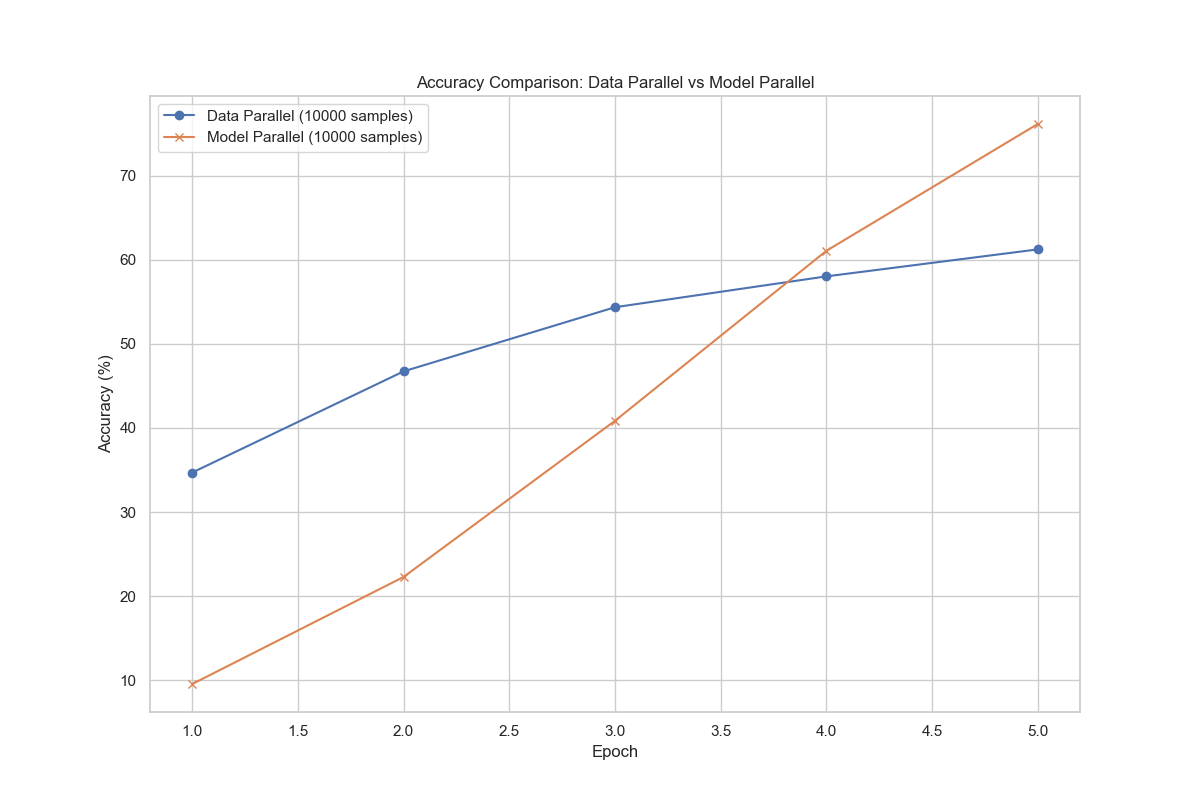 Accuracy Comparison: Data Parallel vs Model Parallel
Data Parallel (10000 samples)
Model Parallel (10000 samples)
70
60
50
40
30
20
10
Accuracy (%)
1.0 1.5 2.0 2.5 3.0 3.5 4.0 4.5 5.0
Epoch